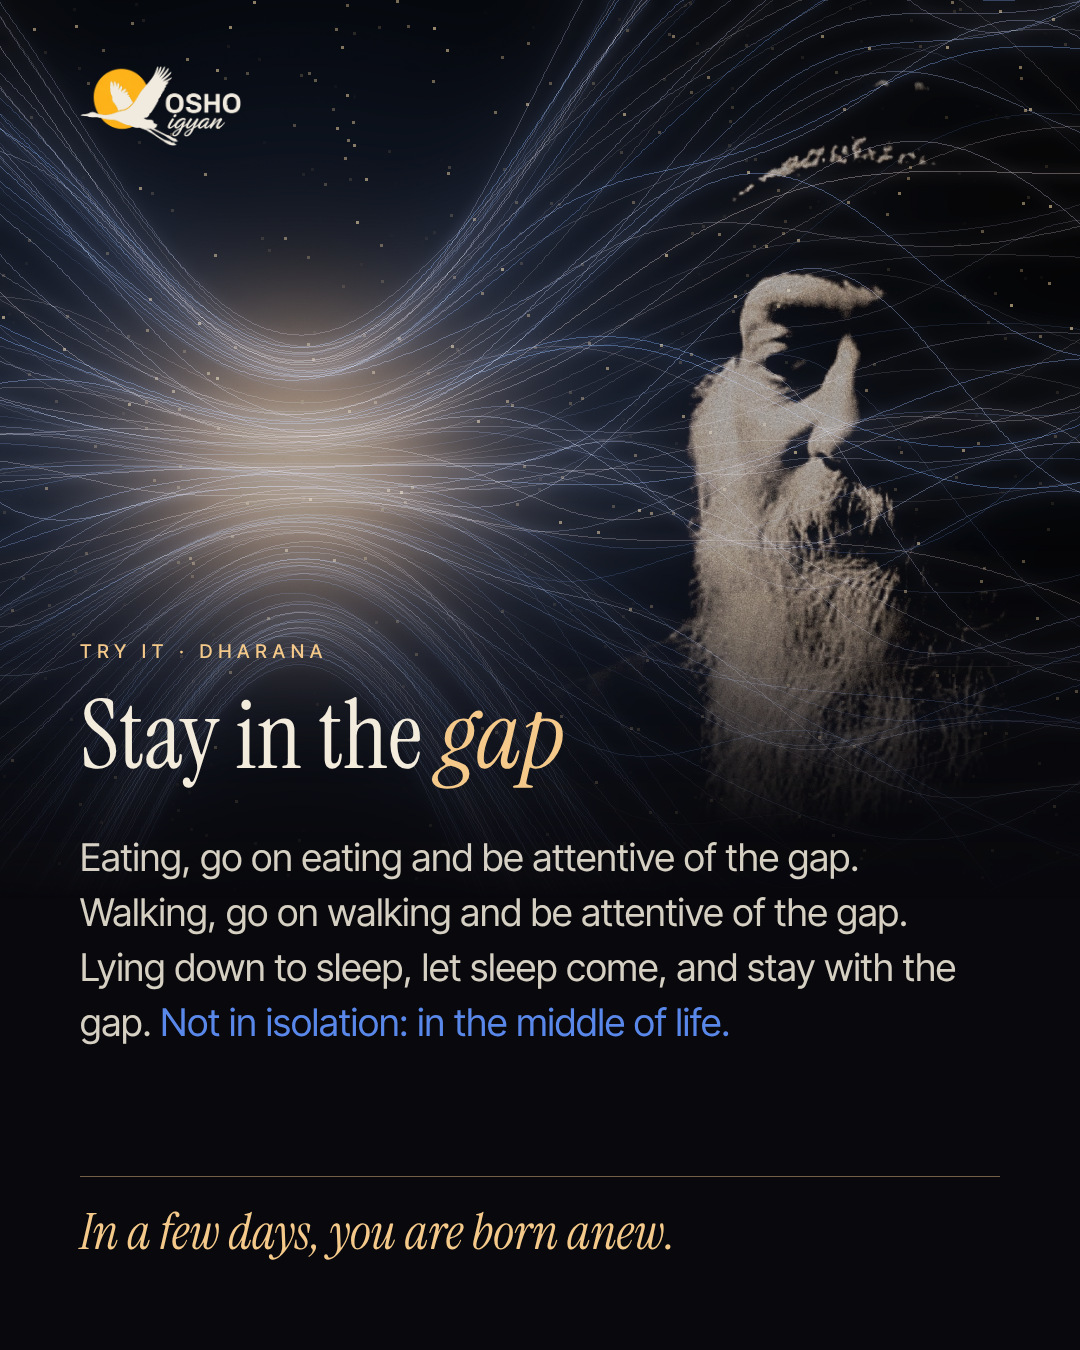 OSHO
igyan
TRY IT · DHARANA
Stay in the gap
Eating, go on eating and be attentive of the gap.
Walking, go on walking and be attentive of the gap.
Lying down to sleep, let sleep come, and stay with the
gap. Not in isolation: in the middle of life.
In a few days, you are born anew.